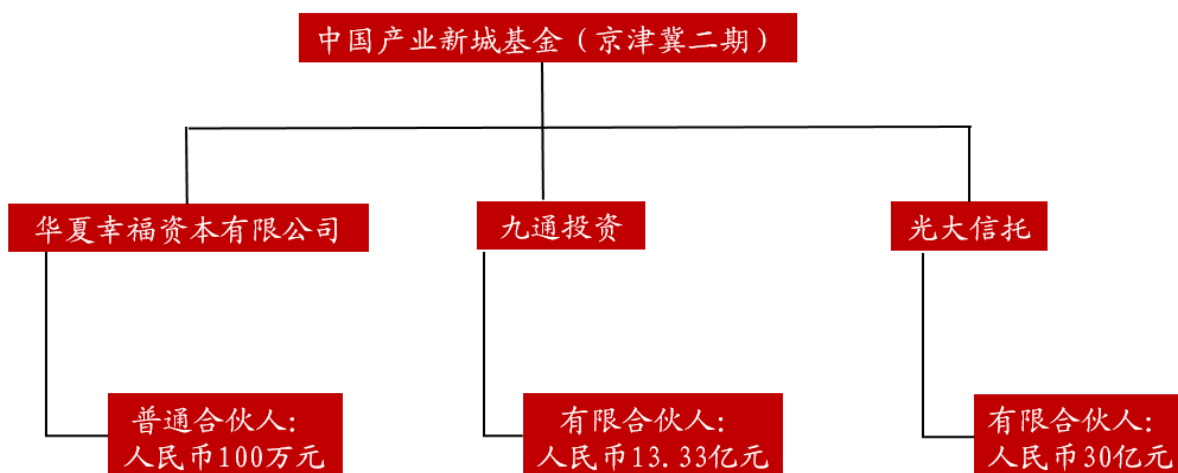 中国产业新城基金（京津冀二期）
华夏幸福资本有限公司
九通投资
光大信托
普通合伙人：
人民币100万元
有限合伙人：
人民币13.33亿元
有限合伙人：
人民币30亿元